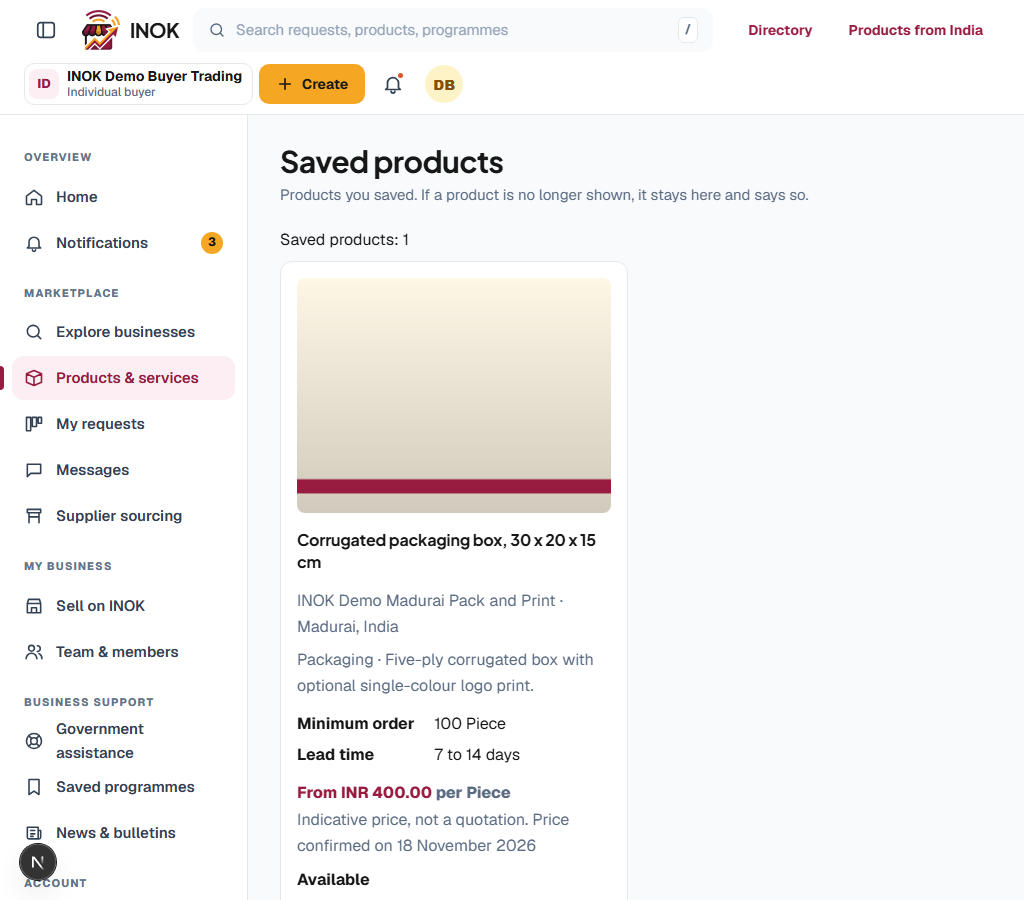 INOK
Search requests, products, programmes
/
Directory
Products from India
ID
INOK Demo Buyer Trading
Individual buyer
+ Create
DB
OVERVIEW
Home
Notifications
3
MARKETPLACE
Explore businesses
Products & services
My requests
Messages
Supplier sourcing
MY BUSINESS
Sell on INOK
Team & members
BUSINESS SUPPORT
Government
assistance
Saved programmes
News & bulletins
N
ACCOUNT
Saved products
Products you saved. If a product is no longer shown, it stays here and says so.
Saved products: 1
Corrugated packaging box, 30 x 20 x 15
cm
INOK Demo Madurai Pack and Print ·
Madurai, India
Packaging · Five-ply corrugated box with
optional single-colour logo print.
Minimum order 100 Piece
Lead time 7 to 14 days
From INR 400.00 per Piece
Indicative price, not a quotation. Price
confirmed on 18 November 2026
Available